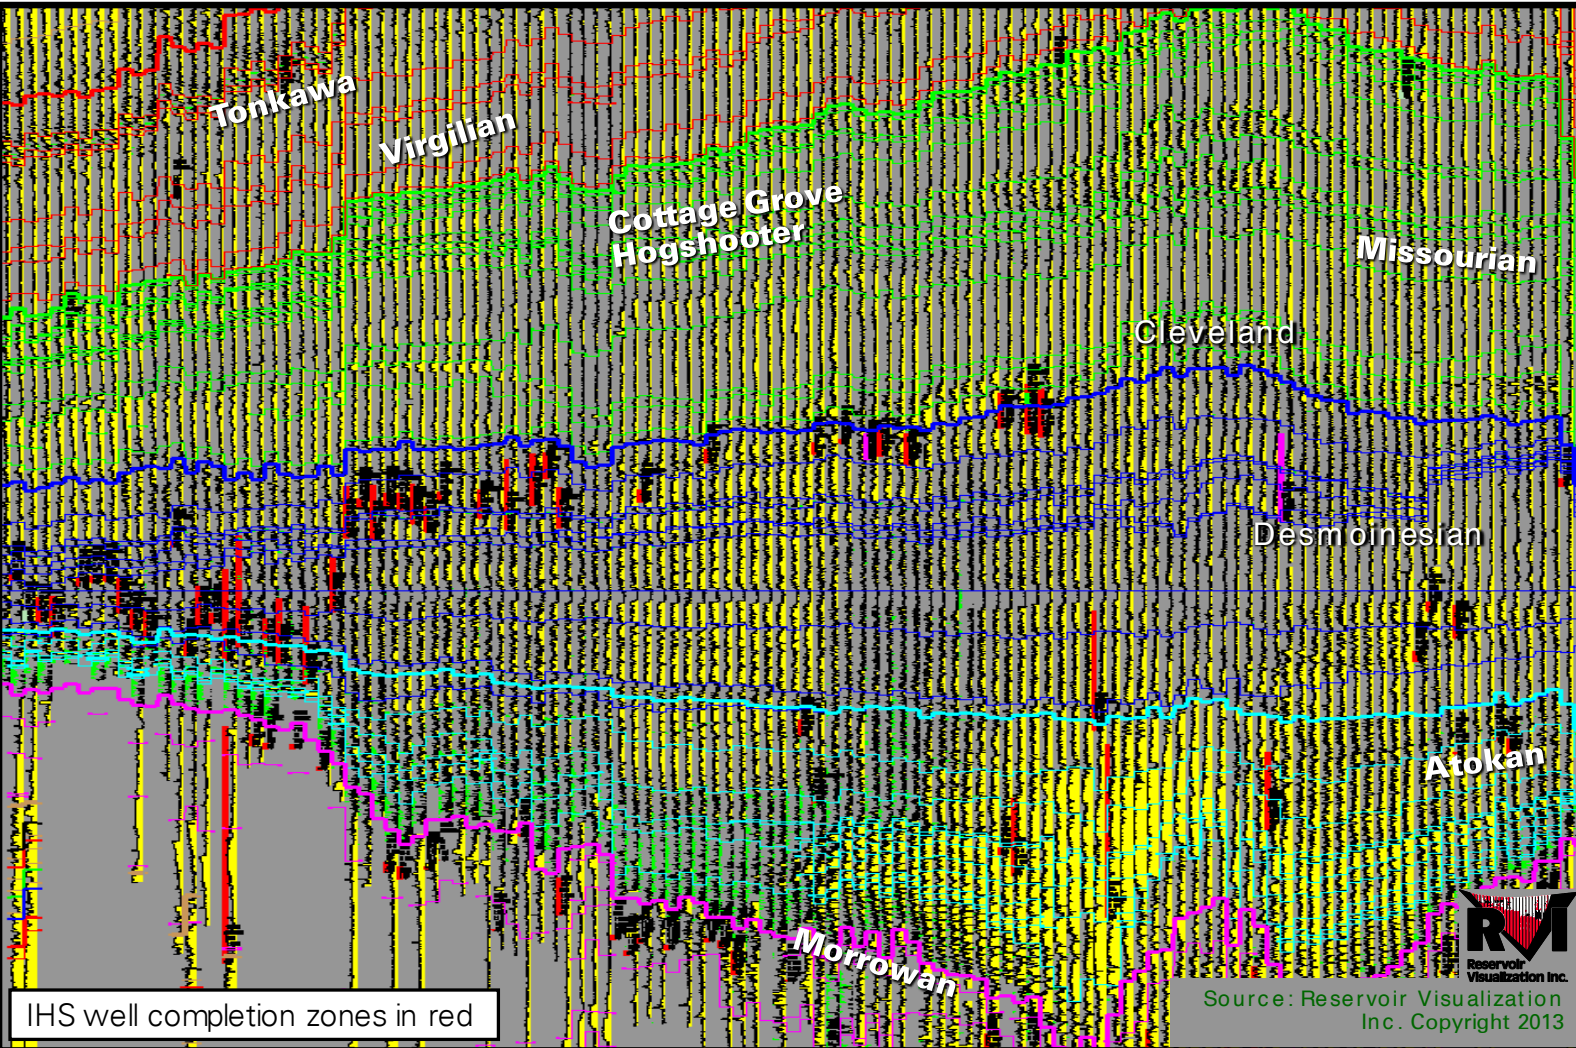 Tonkawa
Virgilian
Cottage Grove
Hogshooter
Missourian
Cleveland
Desmoinesian
Atokan
Morrowan
RVI
Reservoir
Visualization Inc.
IHS well completion zones in red
Source: Reservoir Visualization
Inc. Copyright 2013